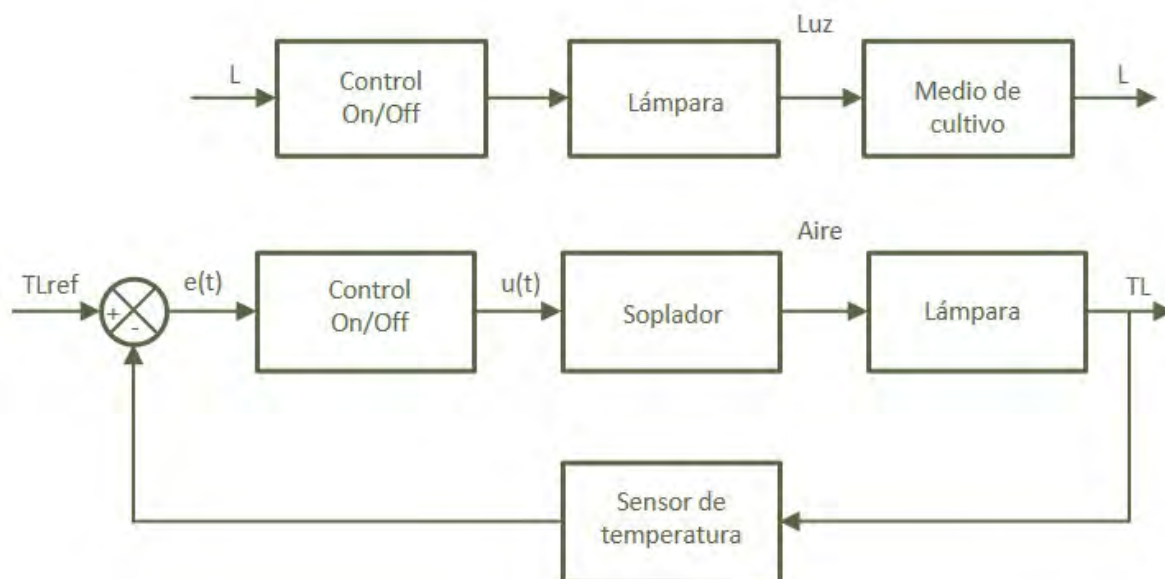 Luz
L
Control
On/Off
Lámpara
Medio de
cultivo
L
Aire
TLref
+
-
e(t)
Control
On/Off
u(t)
Soplador
Lámpara
TL
Sensor de
temperatura